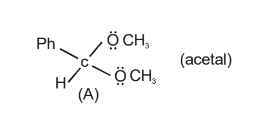 Ph
Ö CH₃
C
(acetal)
H
Ö CH₃
(A)